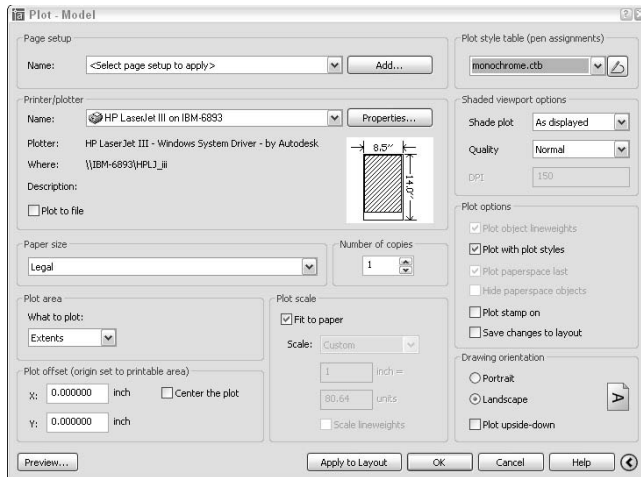 Plot - Model
Page setup
Name: <Select page setup to apply> Add...
Printer/plotter
Name: HP LaserJet III on IBM-6893 Properties...
Plotter: HP LaserJet III - Windows System Driver - by Autodesk
Where: \\IBM-6893\HPLJ_iii
Description:
Plot to file
8.5″
14.0″
Paper size
Legal
Number of copies
1
Plot area
What to plot:
Extents
Plot offset (origin set to printable area)
X: 0.000000 inch Center the plot
Y: 0.000000 inch
Plot scale
Fit to paper
Scale: Custom
1 inch =
80.64 units
Scale lineweights
Plot style table (pen assignments)
monochrome.ctb
Shaded viewport options
Shade plot As displayed
Quality Normal
DPI 150
Plot options
Plot object lineweights
Plot with plot styles
Plot paperspace last
Hide paperspace objects
Plot stamp on
Save changes to layout
Drawing orientation
Portrait
Landscape
A
Plot upside-down
Preview... Apply to Layout OK Cancel Help